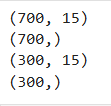 (700, 15)
(700,)
(300, 15)
(300,)